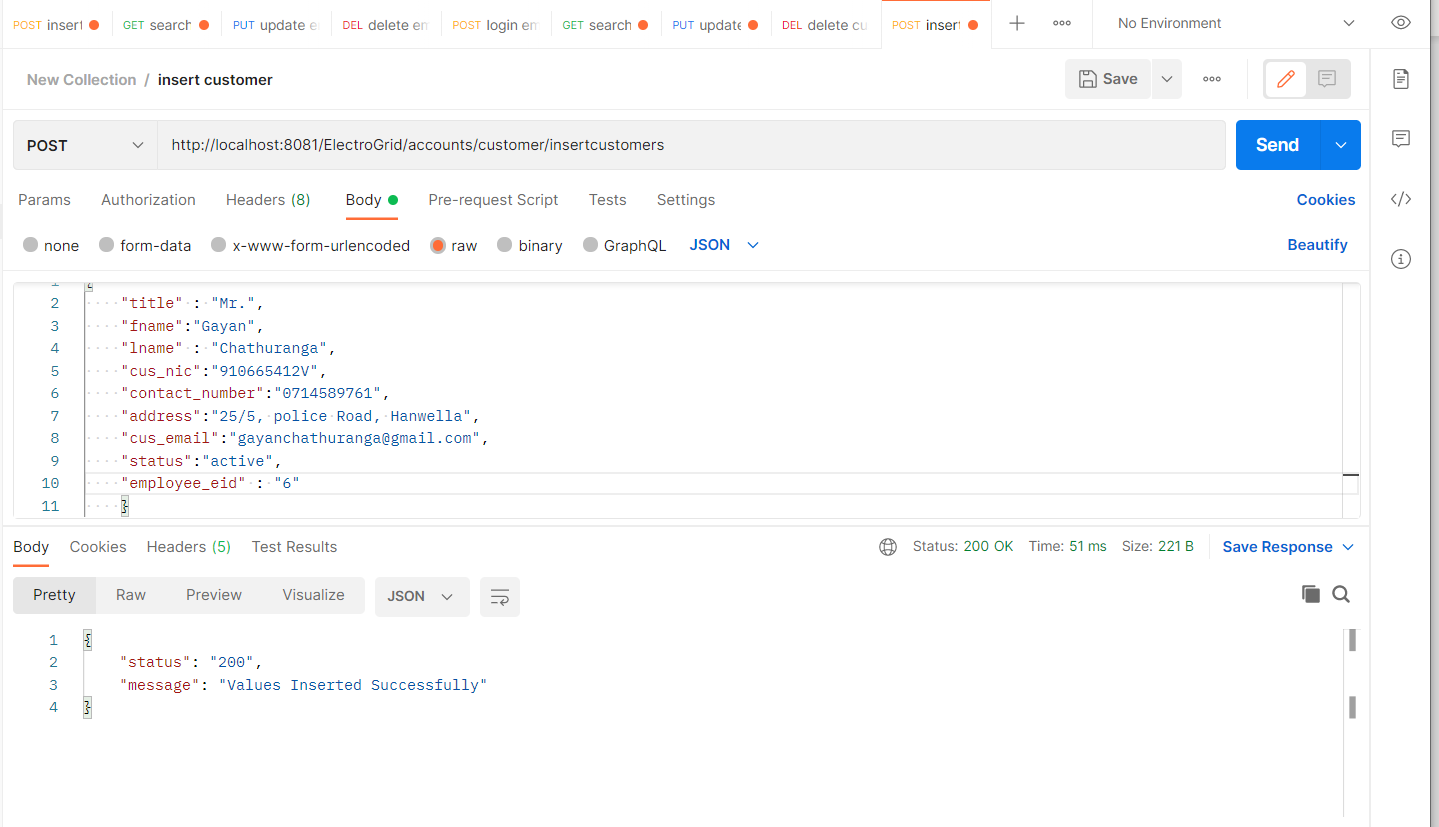 POST insert GET search PUT update e DEL delete em POST login em GET search PUT update DEL delete cu POST insert No Environment
New Collection / insert customer Save
POST http://localhost:8081/ElectroGrid/accounts/customer/insertcustomers Send
Params Authorization Headers (8) Body Pre-request Script Tests Settings Cookies
none form-data x-www-form-urlencoded raw binary GraphQL JSON Beautify
1 {
2 "title" : "Mr.",
3 "fname":"Gayan",
4 "lname" : "Chathuranga",
5 "cus_nic":"910665412V",
6 "contact_number":"0714589761",
7 "address":"25/5, police Road, Hanwella",
8 "cus_email":"gayanchathuranga@gmail.com",
9 "status":"active",
10 "employee_eid" : "6"
11 }
Body Cookies Headers (5) Test Results Status: 200 OK Time: 51 ms Size: 221 B Save Response
Pretty Raw Preview Visualize JSON
1 {
2 "status": "200",
3 "message": "Values Inserted Successfully"
4 }